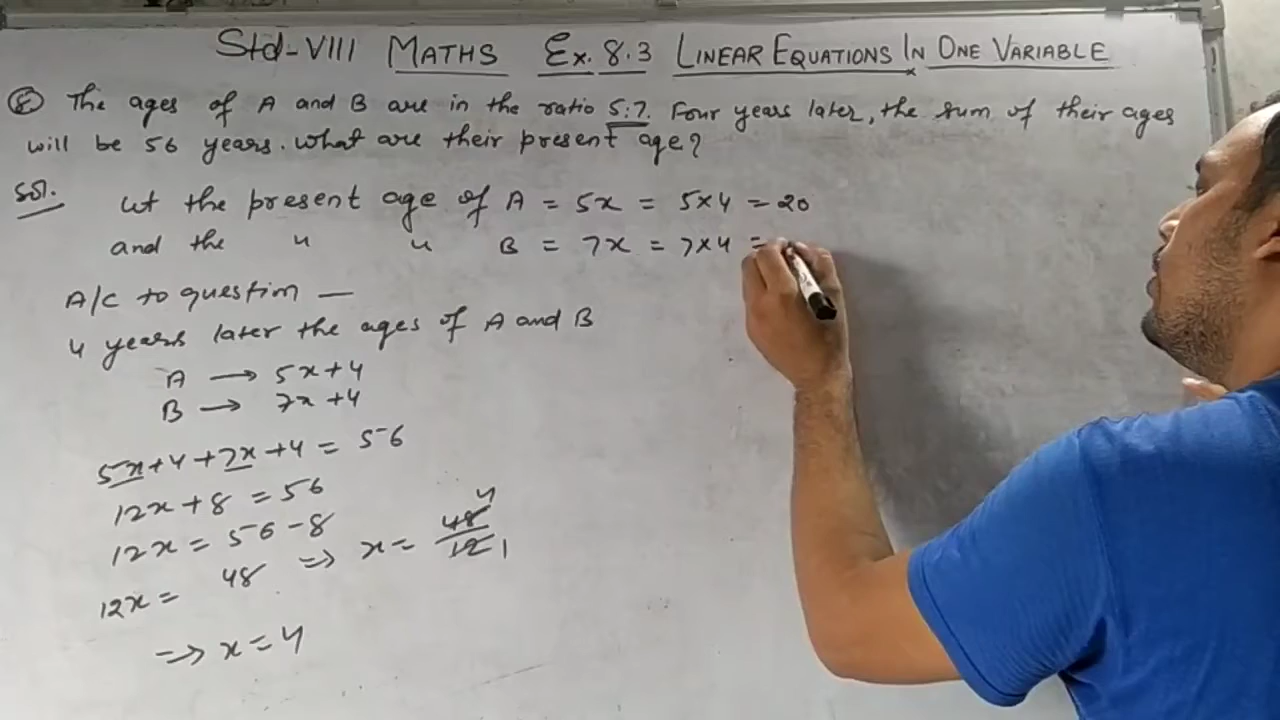 Std-VIII MATHS Ex. 8.3 LINEAR EQUATIONS IN ONE VARIABLE
⑧ The ages of A and B are in the ratio 5:7. Four years later, the sum of their ages
will be 56 years. What are their present age?
Sol. Let the present age of A = 5x = 5×4 = 20
and the " " B = 7x = 7×4 =
A/C to question —
4 years later the ages of A and B
A → 5x+4
B → 7x+4
5x+4+7x+4 = 56
12x+8 = 56
12x = 56-8
12x = 48 ⇒ x = 48/12 4 1
⇒ x = 4